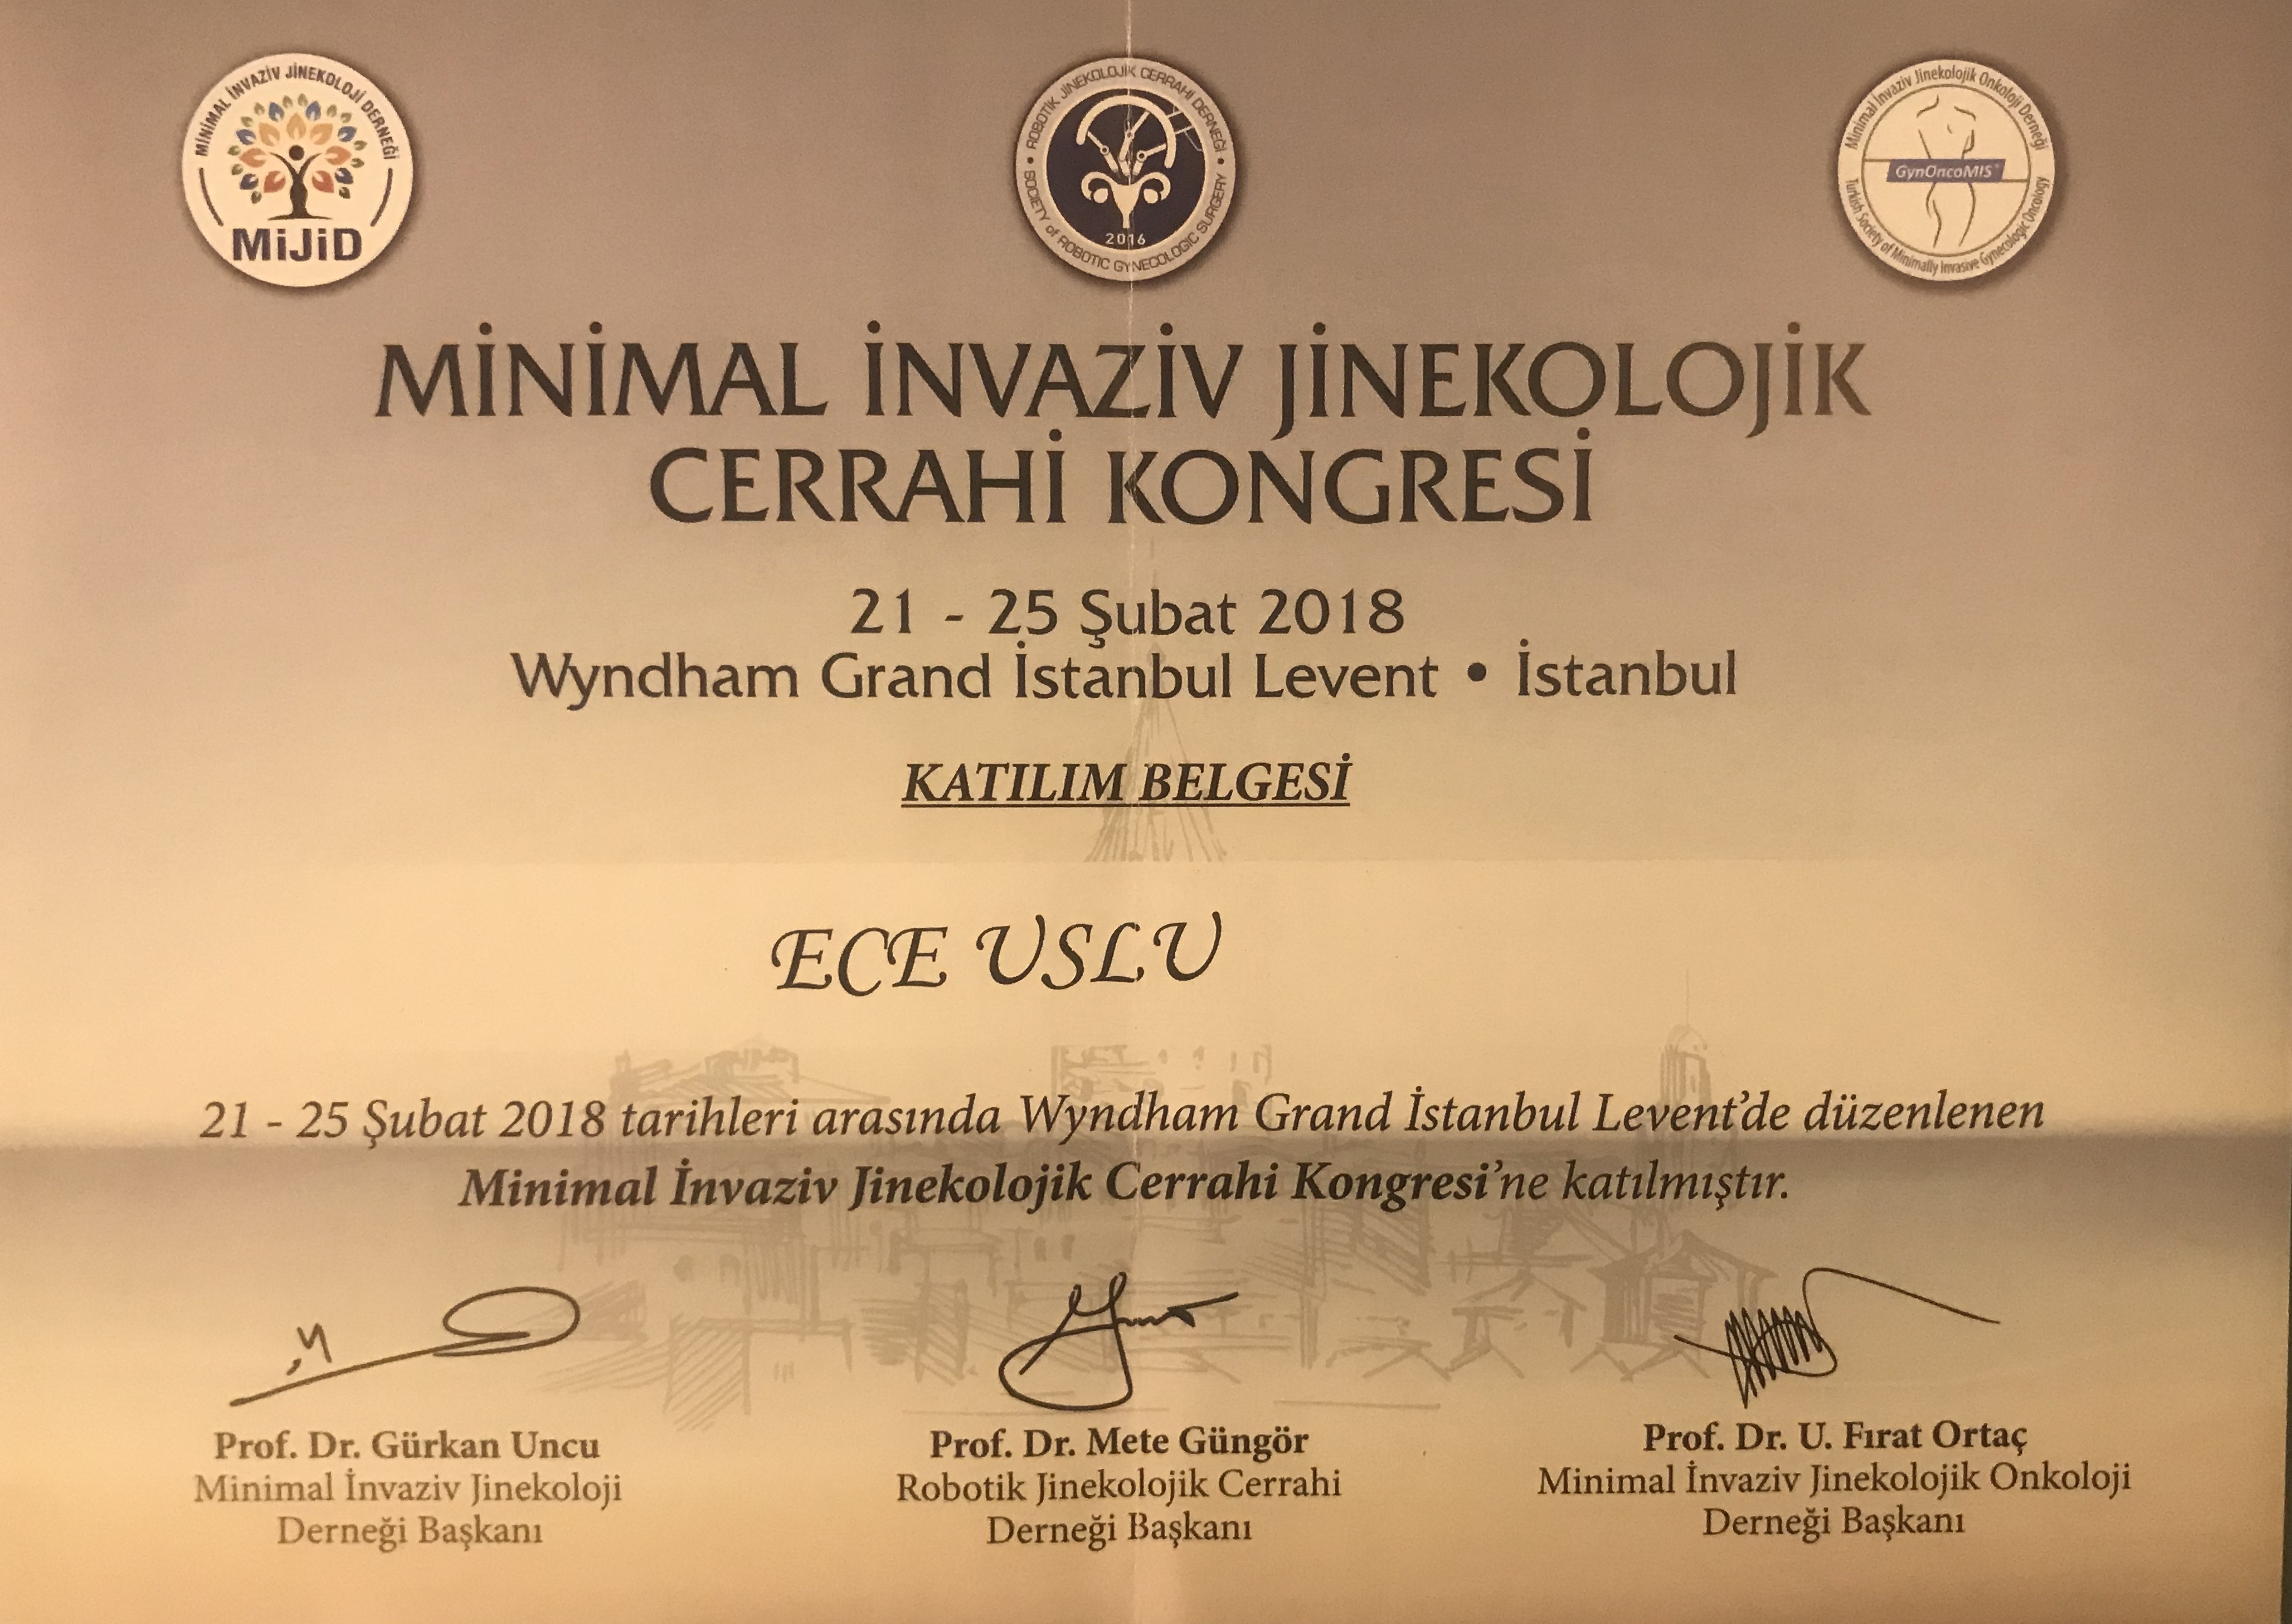 MİNİMAL İNVAZİV JİNEKOLOJİ DERNEĞİ
MiJiD
ROBOTİK JİNEKOLOJİK CERRAHİ DERNEĞİ
SOCIETY of ROBOTIC GYNECOLOGIC SURGERY
2016
Minimal İnvaziv Jinekolojik Onkoloji Derneği
GynOncoMIS
Turkish Society of Minimally Invasive Gynecologic Oncology
MİNİMAL İNVAZİV JİNEKOLOJİK
CERRAHİ KONGRESİ
21 - 25 Şubat 2018
Wyndham Grand İstanbul Levent • İstanbul
KATILIM BELGESİ
ECE USLU
21 - 25 Şubat 2018 tarihleri arasında Wyndham Grand İstanbul Levent'de düzenlenen
Minimal İnvaziv Jinekolojik Cerrahi Kongresi'ne katılmıştır.
Prof. Dr. Gürkan Uncu
Minimal İnvaziv Jinekoloji
Derneği Başkanı
Prof. Dr. Mete Güngör
Robotik Jinekolojik Cerrahi
Derneği Başkanı
Prof. Dr. U. Fırat Ortaç
Minimal İnvaziv Jinekolojik Onkoloji
Derneği Başkanı